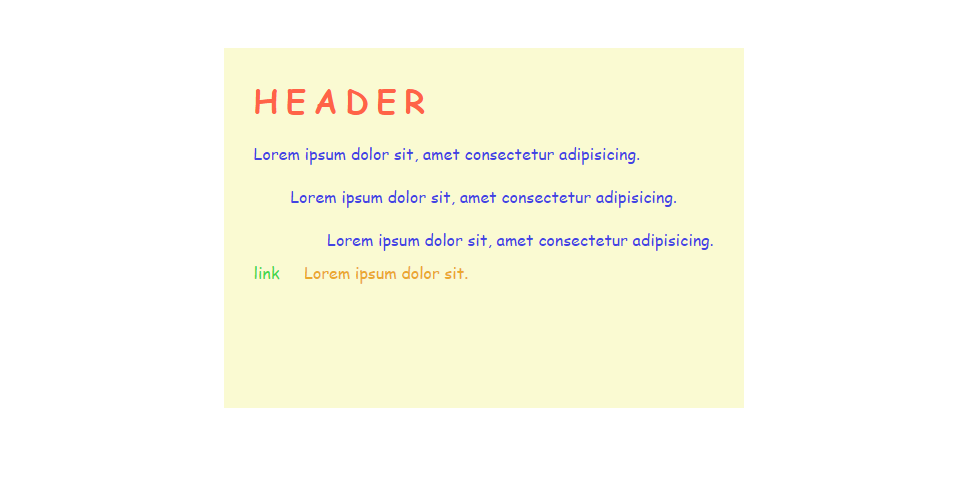 HEADER
Lorem ipsum dolor sit, amet consectetur adipisicing.
Lorem ipsum dolor sit, amet consectetur adipisicing.
Lorem ipsum dolor sit, amet consectetur adipisicing.
link Lorem ipsum dolor sit.